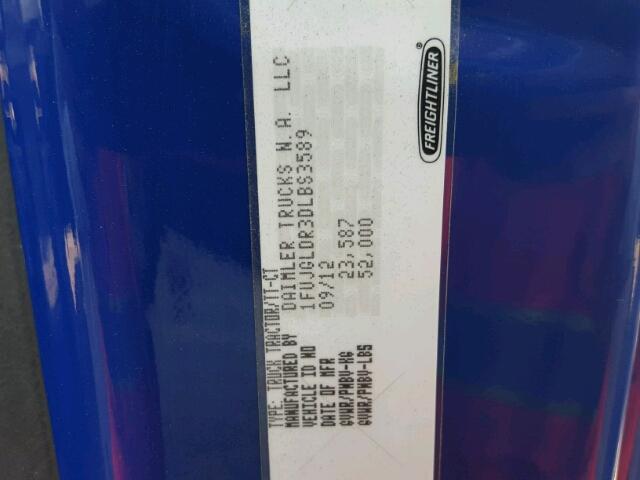 TYPE: TRUCK TRACTOR/TT-CT
MANUFACTURED BY DAIMLER TRUCKS N.A. LLC
VEHICLE ID NO 1FUJGLDR3DLBS3589
DATE OF MFR 09/12
GVWR/PNBV-KG 23,587
GVWR/PNBV-LBS 52,000
FREIGHTLINER®